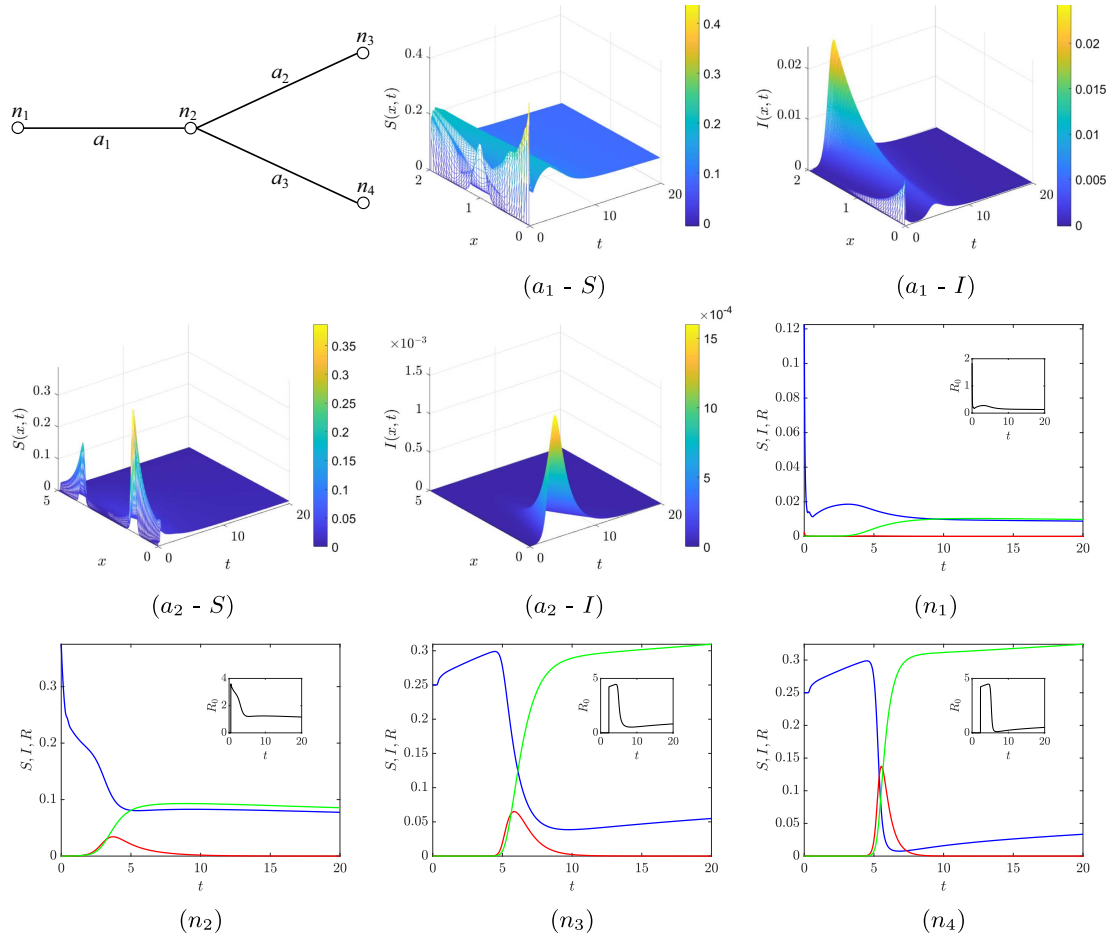 n3
a2
n1
n2
a1
a3
n4
S(x, t)
0.4
0.2
0
2
1
0
x
0
10
20
t
0.4
0.3
0.2
0.1
0
(a1 - S)
I(x, t)
0.02
0.01
0
2
1
0
x
0
10
20
t
0.02
0.015
0.01
0.005
0
(a1 - I)
S(x, t)
0.3
0.2
0.1
0
5
0
x
0
10
20
t
0.35
0.3
0.25
0.2
0.15
0.1
0.05
0
(a2 - S)
×10-3
I(x, t)
1.5
1
0.5
0
5
0
x
0
10
20
t
×10-4
15
10
5
0
(a2 - I)
S, I, R
0.12
0.1
0.08
0.06
0.04
0.02
0
0 5 10 15 20
t
R0
2
1
0
0 10 20
t
(n1)
S, I, R
0.3
0.2
0.1
0
0 5 10 15 20
t
R0
4
2
0
0 10 20
t
(n2)
S, I, R
0.3
0.25
0.2
0.15
0.1
0.05
0
0 5 10 15 20
t
R0
5
0
0 10 20
t
(n3)
S, I, R
0.3
0.25
0.2
0.15
0.1
0.05
0
0 5 10 15 20
t
R0
5
0
0 10 20
t
(n4)